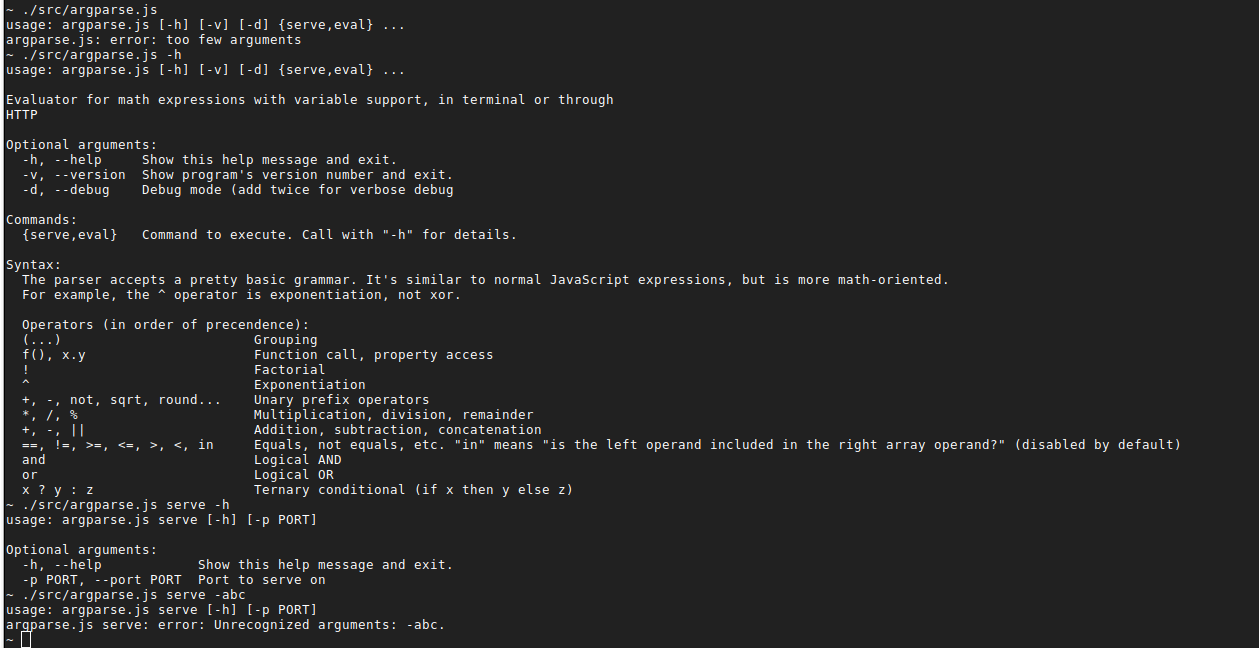 ~ ./src/argparse.js
usage: argparse.js [-h] [-v] [-d] {serve,eval} ...
argparse.js: error: too few arguments
~ ./src/argparse.js -h
usage: argparse.js [-h] [-v] [-d] {serve,eval} ...

Evaluator for math expressions with variable support, in terminal or through
HTTP

Optional arguments:
  -h, --help     Show this help message and exit.
  -v, --version  Show program's version number and exit.
  -d, --debug    Debug mode (add twice for verbose debug

Commands:
  {serve,eval}   Command to execute. Call with "-h" for details.

Syntax:
  The parser accepts a pretty basic grammar. It's similar to normal JavaScript expressions, but is more math-oriented.
  For example, the ^ operator is exponentiation, not xor.

  Operators (in order of precendence):
  (...)                        Grouping
  f(), x.y                     Function call, property access
  !                            Factorial
  ^                            Exponentiation
  +, -, not, sqrt, round...    Unary prefix operators
  *, /, %                      Multiplication, division, remainder
  +, -, ||                     Addition, subtraction, concatenation
  ==, !=, >=, <=, >, <, in     Equals, not equals, etc. "in" means "is the left operand included in the right array operand?" (disabled by default)
  and                          Logical AND
  or                           Logical OR
  x ? y : z                    Ternary conditional (if x then y else z)
~ ./src/argparse.js serve -h
usage: argparse.js serve [-h] [-p PORT]

Optional arguments:
  -h, --help            Show this help message and exit.
  -p PORT, --port PORT  Port to serve on
~ ./src/argparse.js serve -abc
usage: argparse.js serve [-h] [-p PORT]
argparse.js serve: error: Unrecognized arguments: -abc.
~